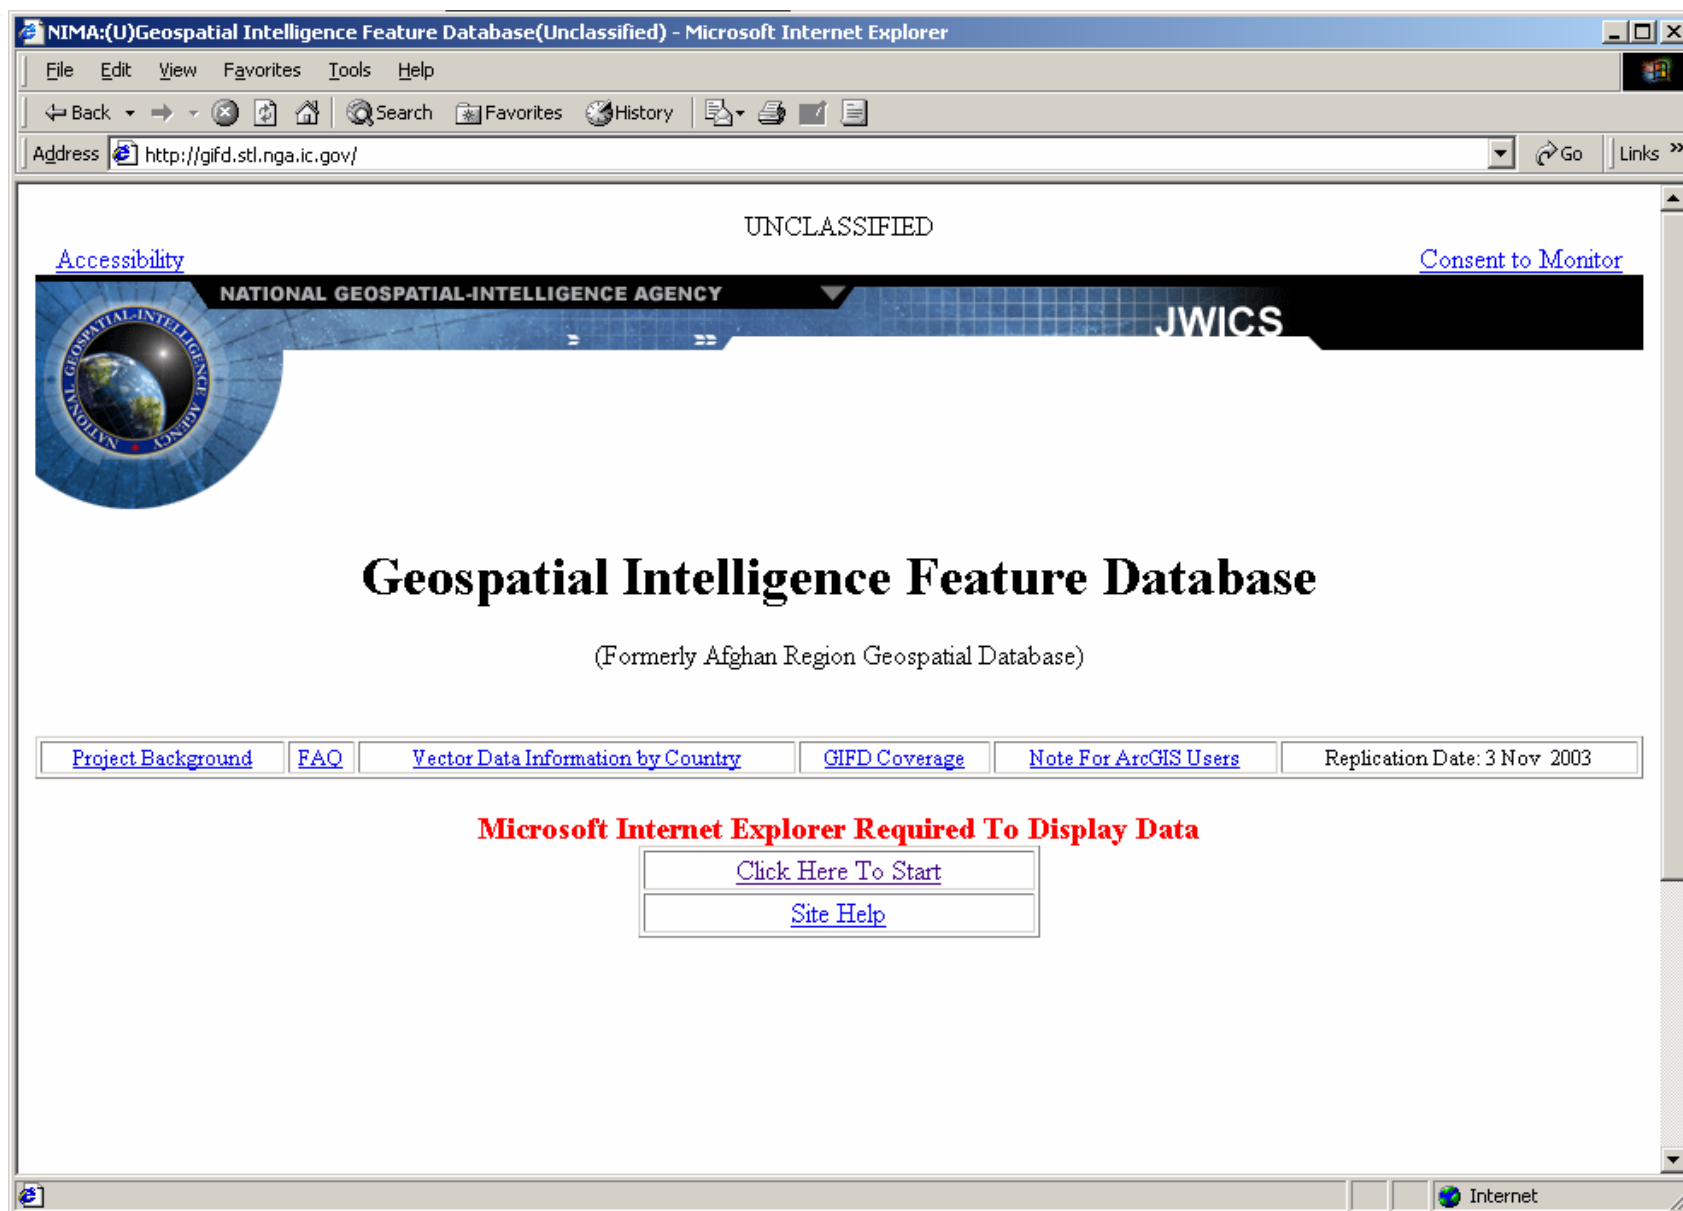 NIMA:(U)Geospatial Intelligence Feature Database(Unclassified) - Microsoft Internet Explorer
File Edit View Favorites Tools Help
Back Search Favorites History
Address http://gifd.stl.nga.ic.gov/ Go Links »
UNCLASSIFIED
Accessibility Consent to Monitor
NATIONAL GEOSPATIAL-INTELLIGENCE AGENCY
JWICS
NATIONAL GEOSPATIAL-INTELLIGENCE AGENCY
Geospatial Intelligence Feature Database
(Formerly Afghan Region Geospatial Database)
Project Background FAQ Vector Data Information by Country GIFD Coverage Note For ArcGIS Users Replication Date: 3 Nov 2003
Microsoft Internet Explorer Required To Display Data
Click Here To Start
Site Help
Internet